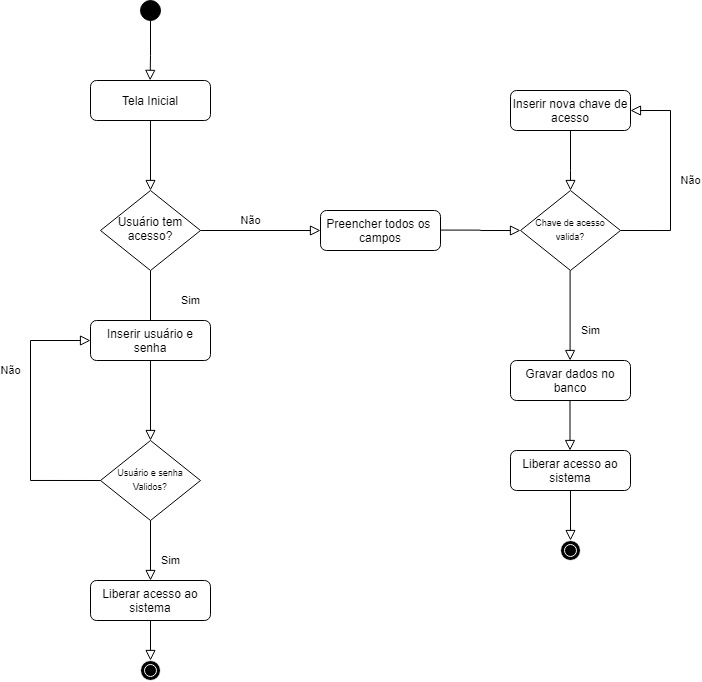 Tela Inicial
Usuário tem
acesso?
Não
Preencher todos os
campos
Chave de acesso
valida?
Não
Inserir nova chave de
acesso
Sim
Gravar dados no
banco
Liberar acesso ao
sistema
Sim
Inserir usuário e
senha
Não
Usuário e senha
Validos?
Sim
Liberar acesso ao
sistema